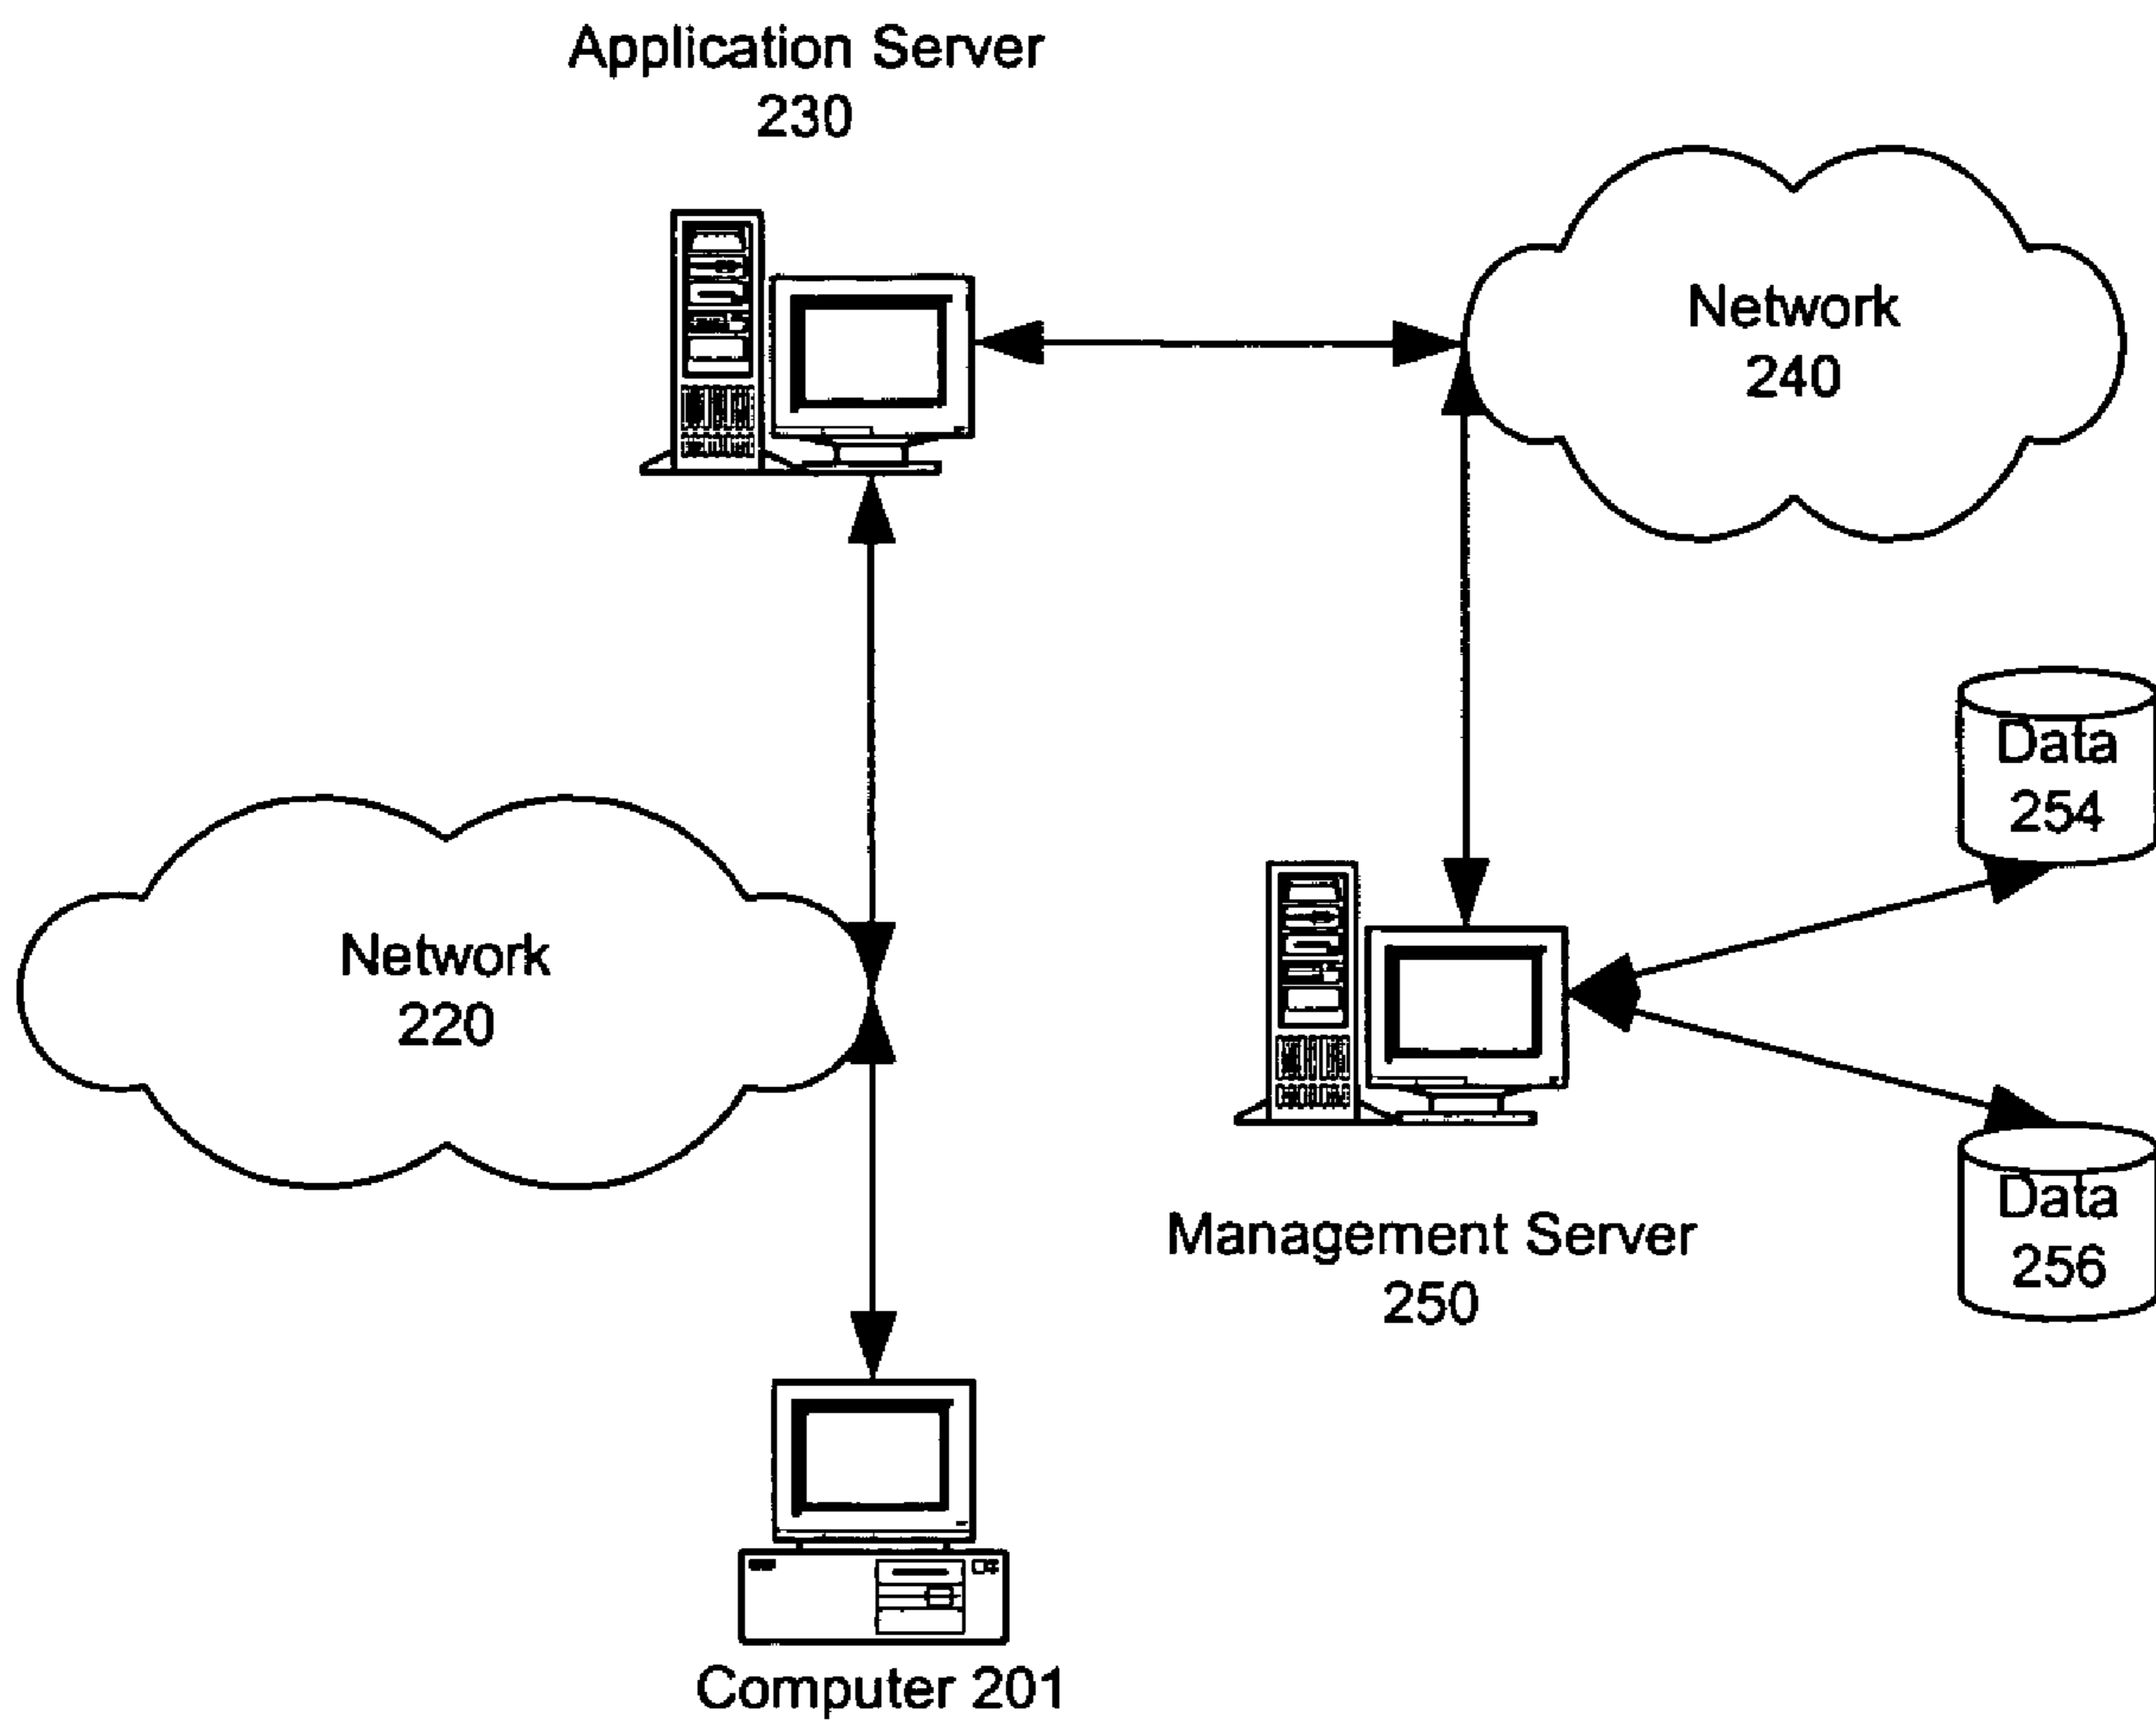 Application Server
230
Network
240
Data
254
Network
220
Management Server
250
Data
256
Computer 201